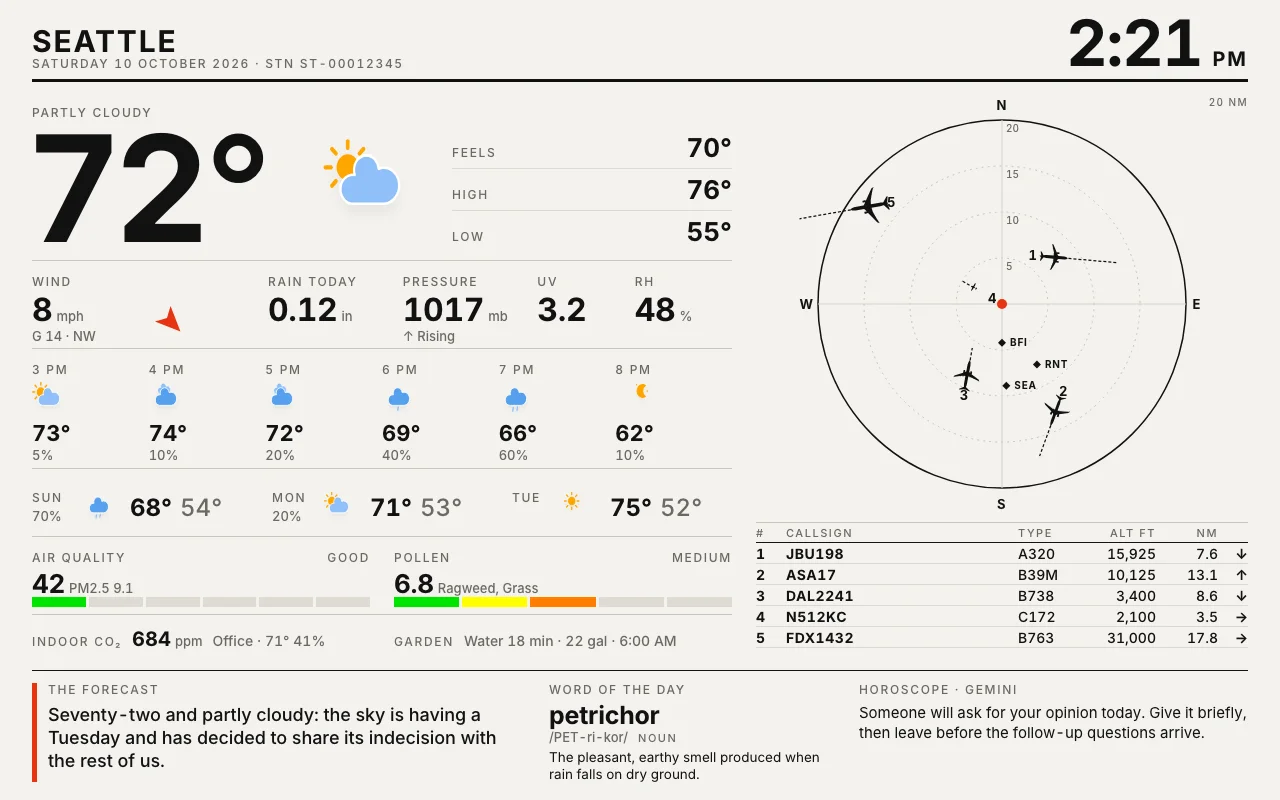 SEATTLE
SATURDAY 10 OCTOBER 2026 · STN ST-00012345
2:21 PM
PARTLY CLOUDY
72°
FEELS 70°
HIGH 76°
LOW 55°
WIND
8 mph
G 14 · NW
RAIN TODAY
0.12 in
PRESSURE
1017 mb
↑ Rising
UV
3.2
RH
48 %
3 PM 4 PM 5 PM 6 PM 7 PM 8 PM
73° 74° 72° 69° 66° 62°
5% 10% 20% 40% 60% 10%
SUN 68° 54°
70%
MON 71° 53°
20%
TUE 75° 52°
AIR QUALITY GOOD
42 PM2.5 9.1
POLLEN MEDIUM
6.8 Ragweed, Grass
INDOOR CO₂ 684 ppm Office · 71° 41%
GARDEN Water 18 min · 22 gal · 6:00 AM
20 NM
N
20
15
10
5
W
E
S
5
1
4
BFI
RNT
SEA
3
2
# CALLSIGN TYPE ALT FT NM
1 JBU198 A320 15,925 7.6 ↓
2 ASA17 B39M 10,125 13.1 ↑
3 DAL2241 B738 3,400 8.6 ↓
4 N512KC C172 2,100 3.5 →
5 FDX1432 B763 31,000 17.8 →
THE FORECAST
Seventy-two and partly cloudy: the sky is having a
Tuesday and has decided to share its indecision with
the rest of us.
WORD OF THE DAY
petrichor
/PET-ri-kor/ NOUN
The pleasant, earthy smell produced when
rain falls on dry ground.
HOROSCOPE · GEMINI
Someone will ask for your opinion today. Give it briefly,
then leave before the follow-up questions arrive.